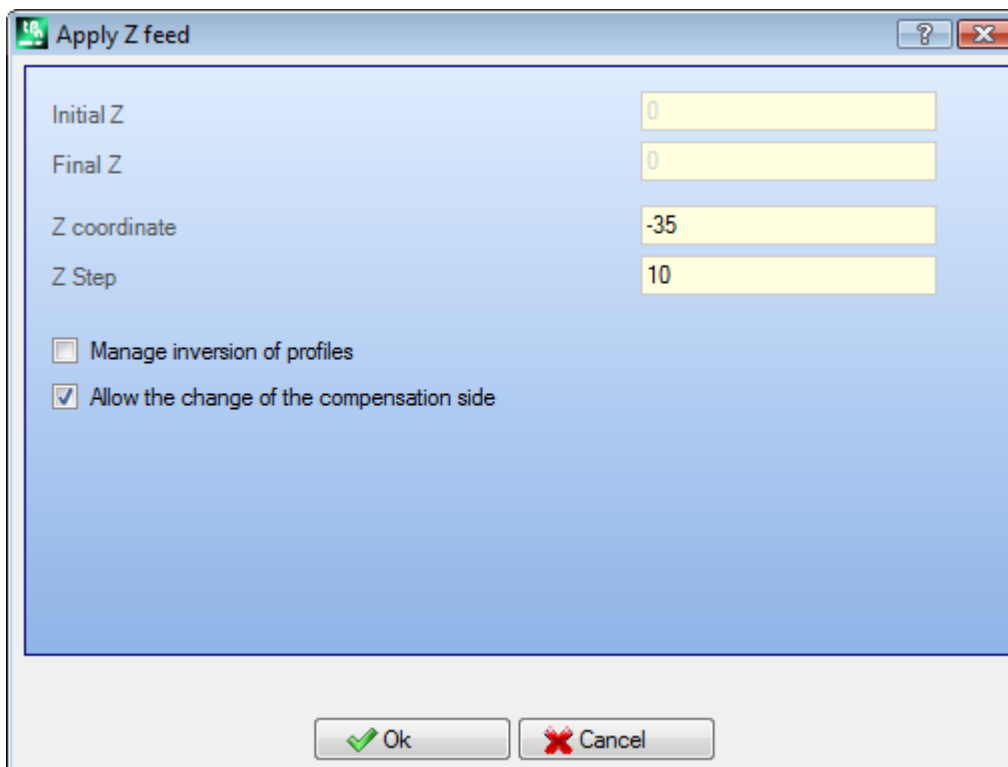 Apply Z feed
Initial Z 0
Final Z 0
Z coordinate -35
Z Step 10
Manage inversion of profiles
Allow the change of the compensation side
Ok Cancel